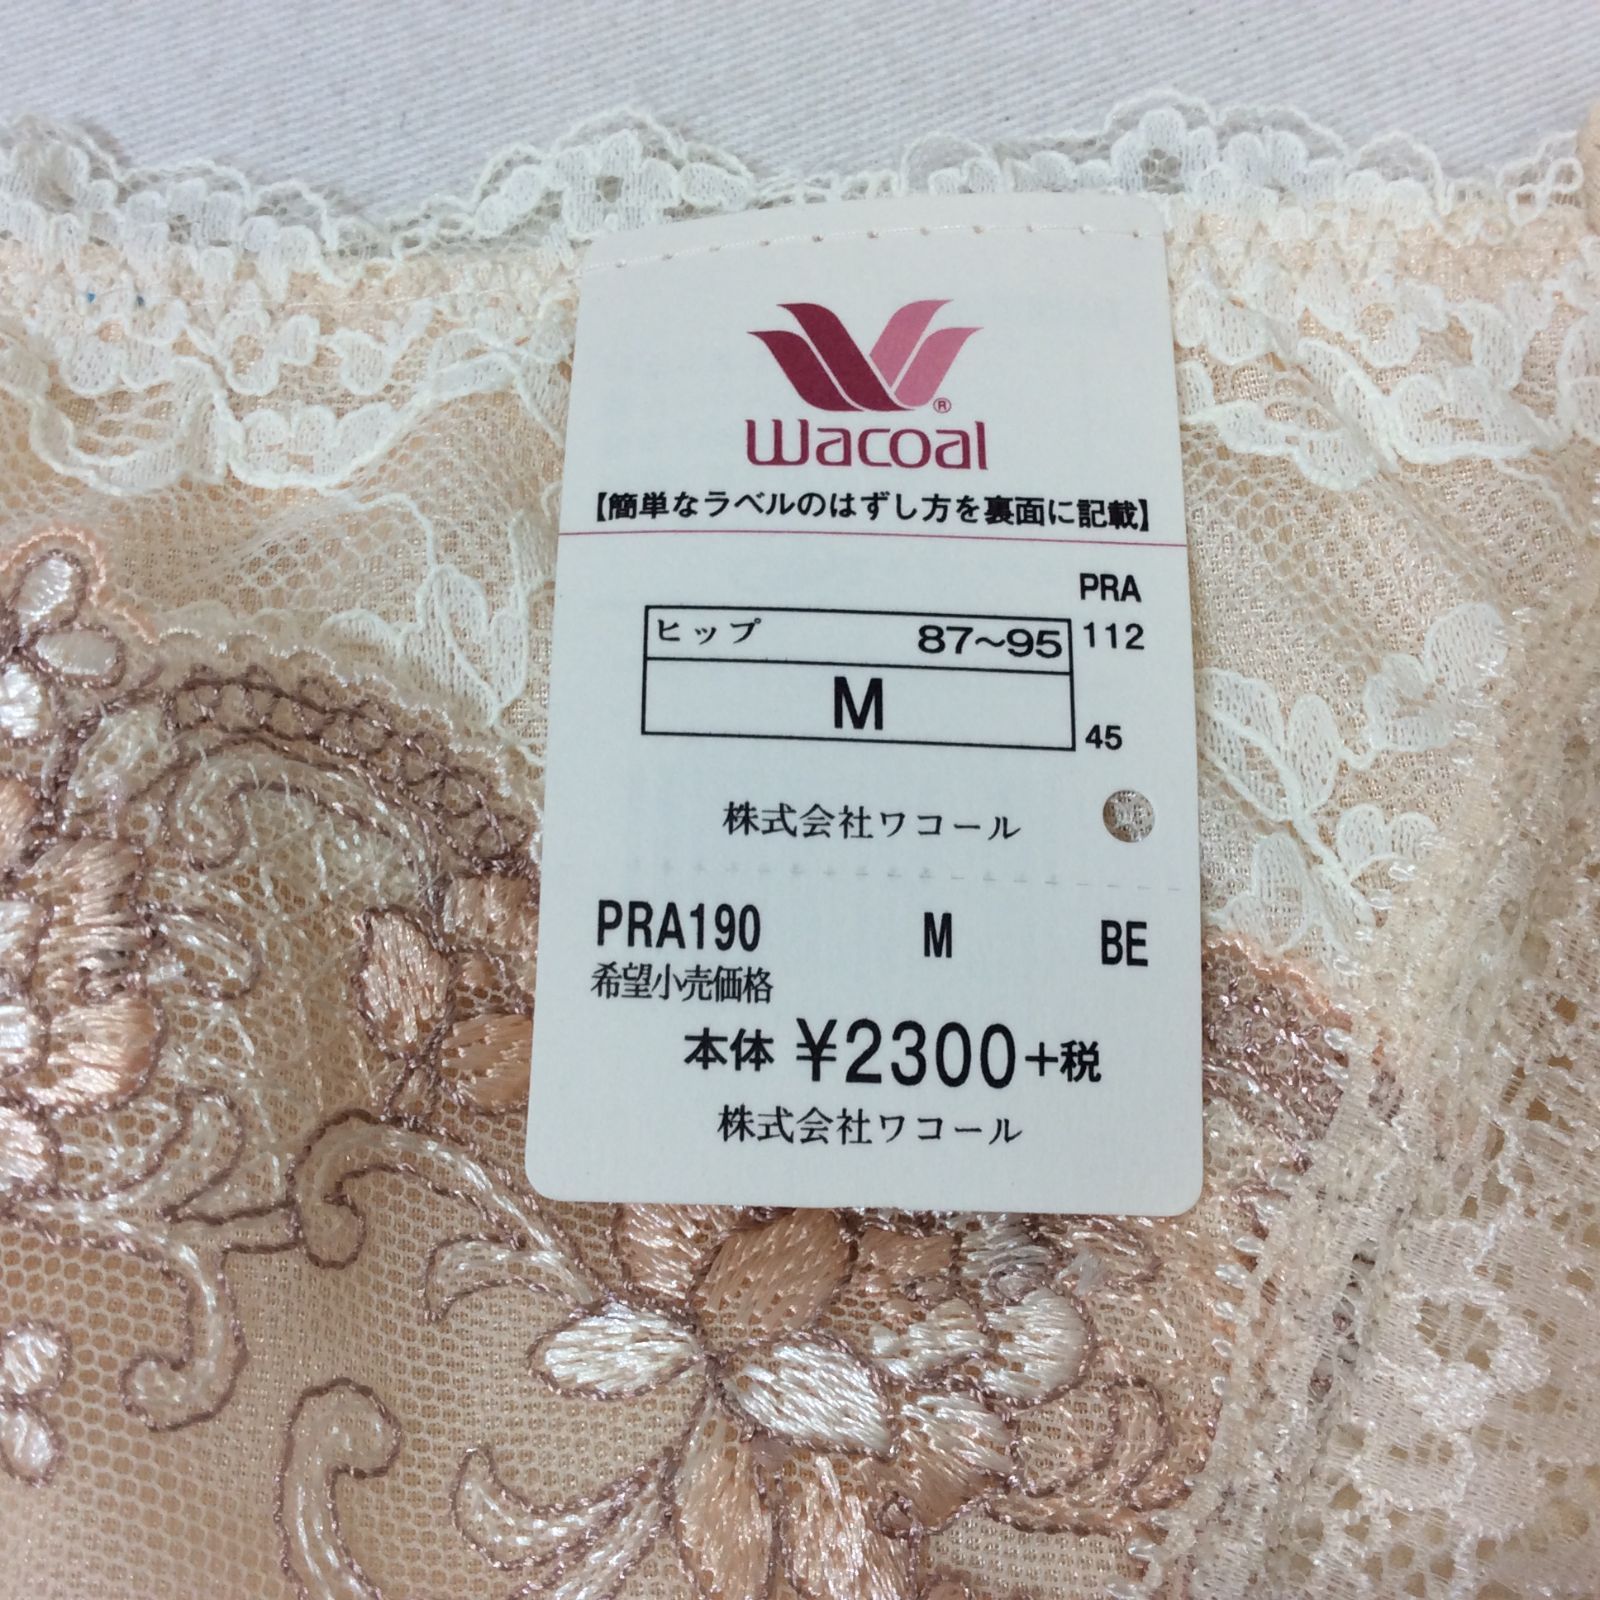 Wacoal®
【簡単なラベルのはずし方を裏面に記載】
PRA
ヒップ 87〜95 112
M
45
株式会社ワコール
PRA190 M BE
希望小売価格
本体 ¥2300+税
株式会社ワコール